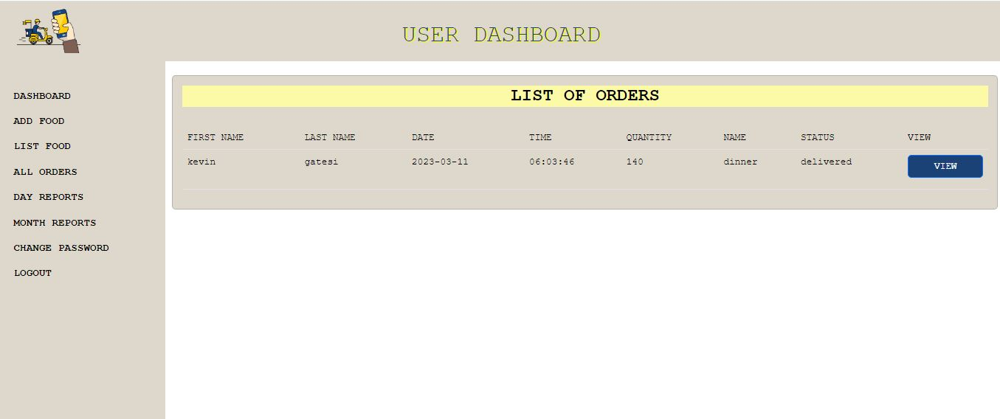 USER DASHBOARD
DASHBOARD
ADD FOOD
LIST FOOD
ALL ORDERS
DAY REPORTS
MONTH REPORTS
CHANGE PASSWORD
LOGOUT
LIST OF ORDERS
FIRST NAME LAST NAME DATE TIME QUANTITY NAME STATUS VIEW
kevin gatesi 2023-03-11 06:03:46 140 dinner delivered VIEW